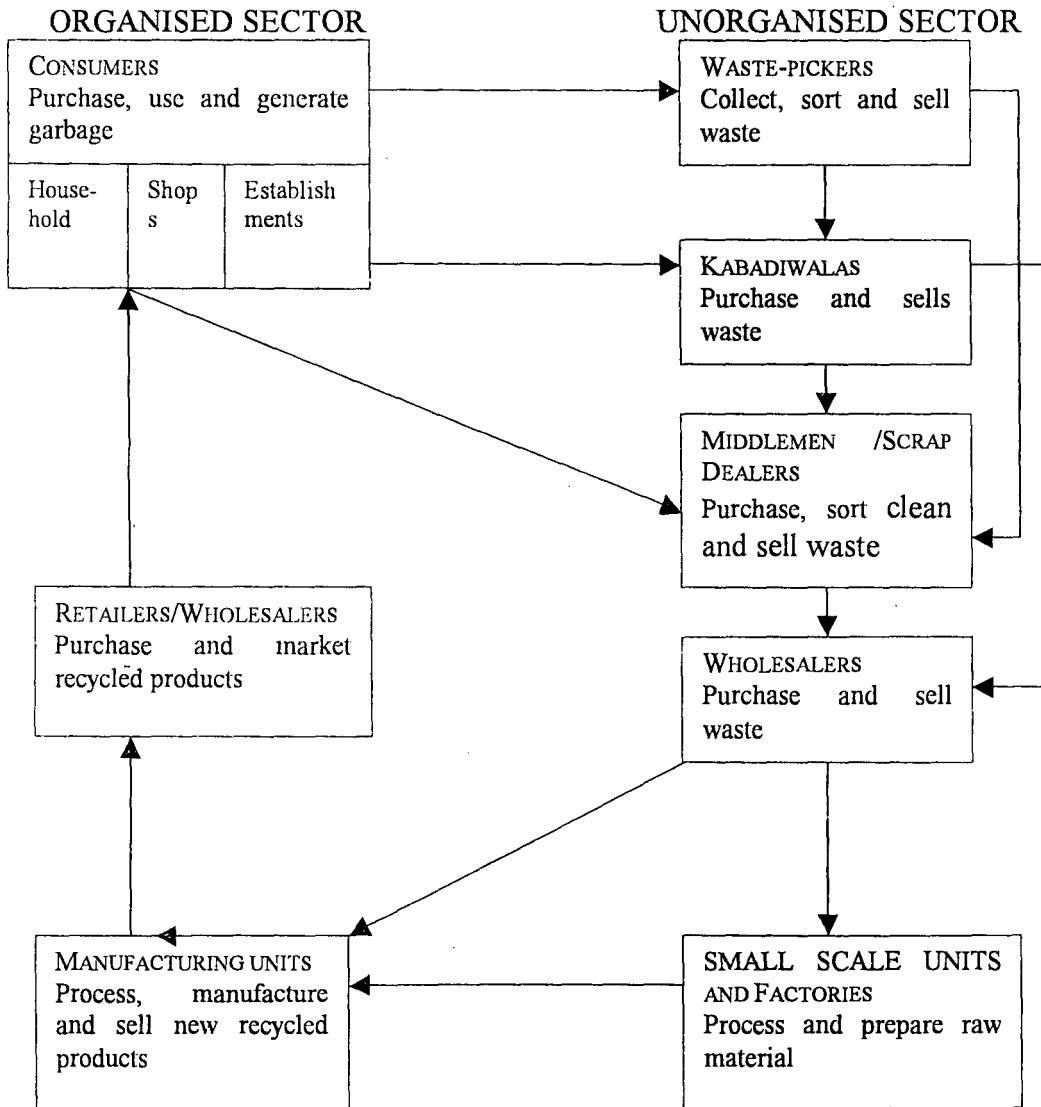 ORGANISED SECTOR
CONSUMERS
Purchase, use and generate
garbage
House-
hold
Shop
s
Establish
ments
RETAILERS/WHOLESALERS
Purchase and market
recycled products
MANUFACTURING UNITS
Process, manufacture
and sell new recycled
products
UNORGANISED SECTOR
WASTE-PICKERS
Collect, sort and sell
waste
KABADIWALAS
Purchase and sells
waste
MIDDLEMEN /SCRAP
DEALERS
Purchase, sort clean
and sell waste
WHOLESALERS
Purchase and sell
waste
SMALL SCALE UNITS
AND FACTORIES
Process and prepare raw
material